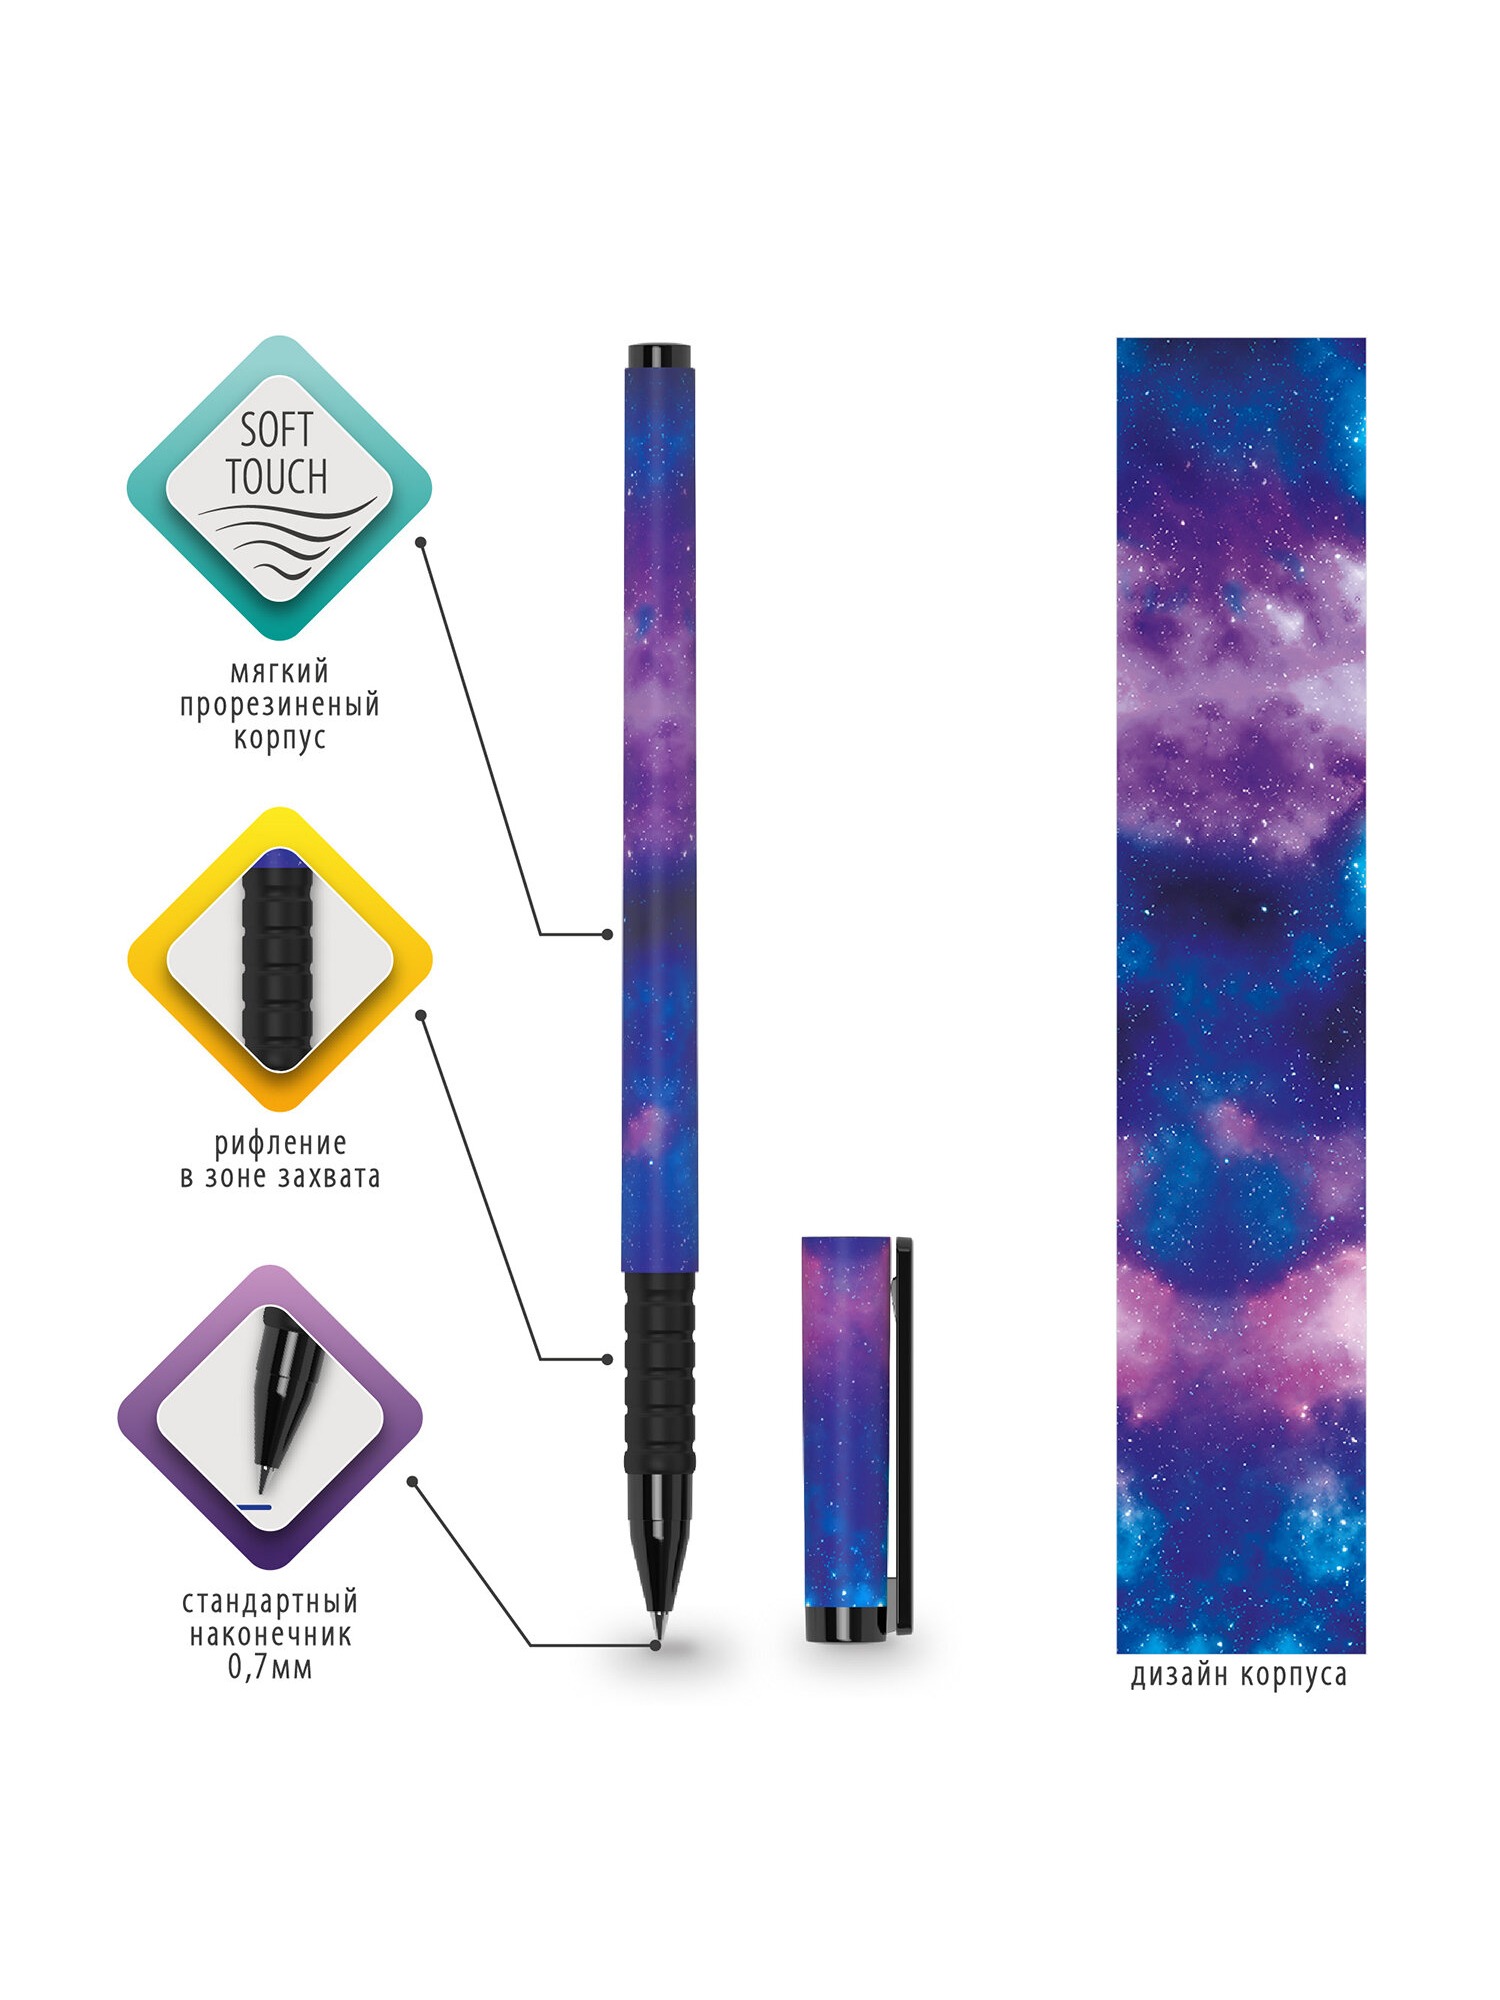 SOFT
TOUCH
мягкий
прорезиненый
корпус
рифление
в зоне захвата
стандартный
наконечник
0,7мм
дизайн корпуса